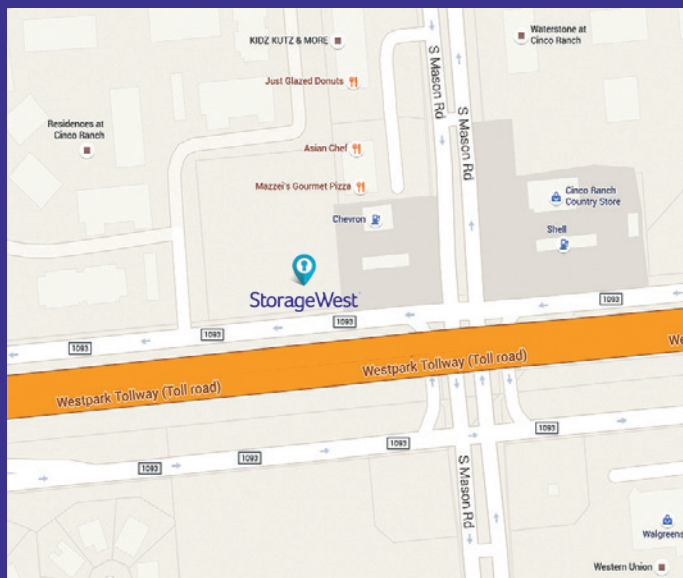 KIDZ KUTZ & MORE
Waterstone at
Cinco Ranch
S Mason Rd
S Mason Rd
Just Glazed Donuts
Residences at
Cinco Ranch
Asian Chef
Mazzei's Gourmet Pizza
Cinco Ranch
Country Store
Chevron
Shell
StorageWest
1093
1093
1093
1093
Westpark Tollway (Toll road)
Westpark Tollway (Toll road)
We
1093
1093
1093
1093
S Mason Rd
Walgreens
Western Union